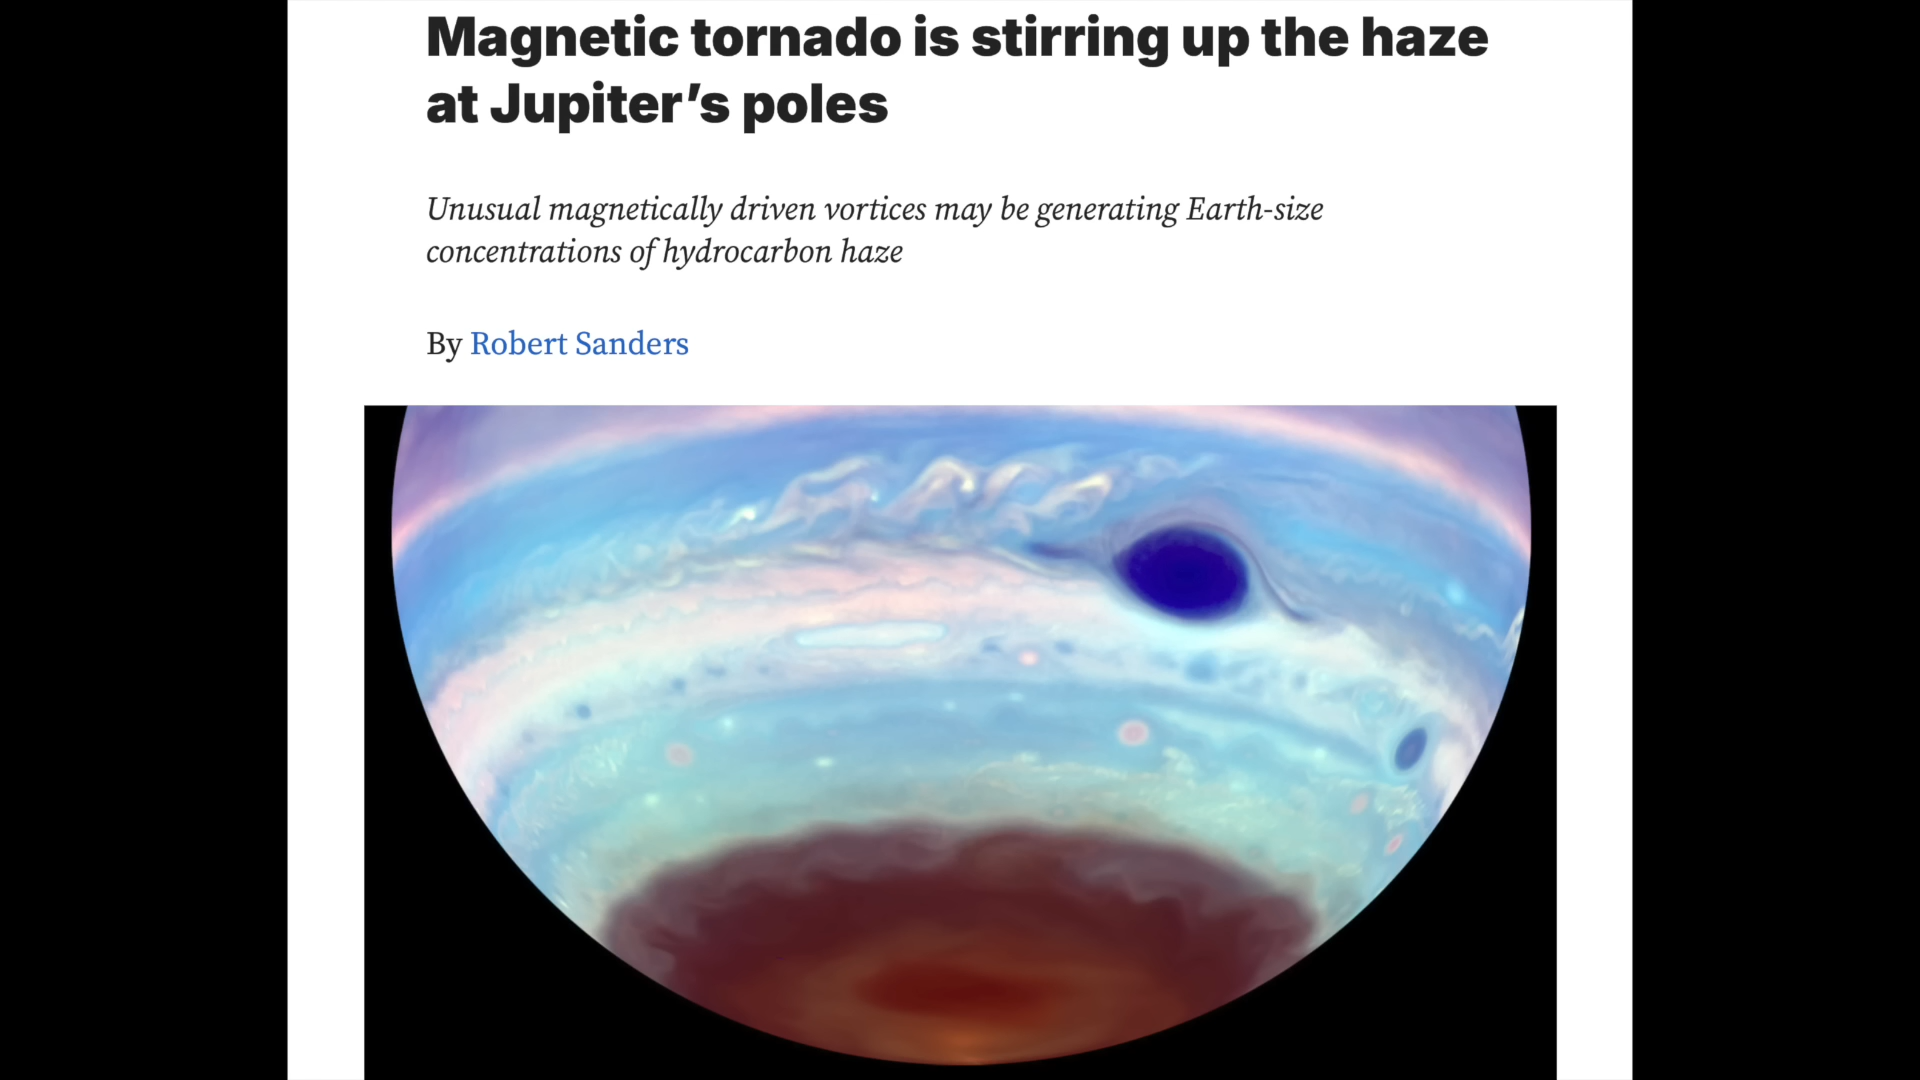 Magnetic tornado is stirring up the haze
at Jupiter’s poles
Unusual magnetically driven vortices may be generating Earth-size
concentrations of hydrocarbon haze
By Robert Sanders